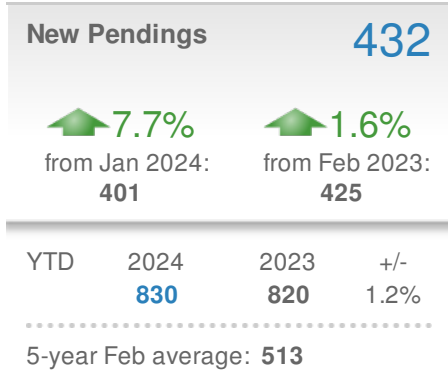 New Pendings 432
7.7% 1.6%
from Jan 2024: from Feb 2023:
401 425
YTD 2024 2023 +/-
830 820 1.2%
5-year Feb average: 513